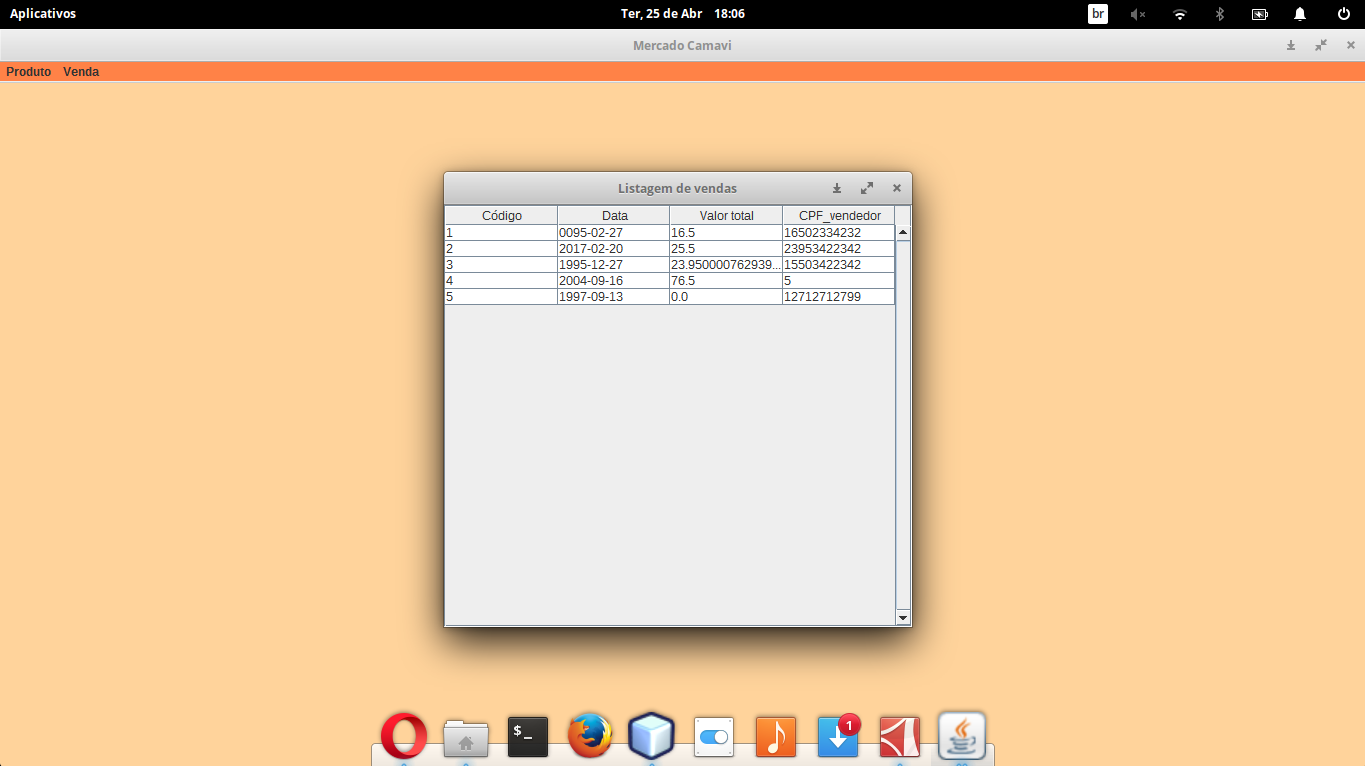 Aplicativos Ter, 25 de Abr 18:06 br
Mercado Camavi
Produto Venda
Listagem de vendas
Código Data Valor total CPF_vendedor
1 0095-02-27 16.5 16502334232
2 2017-02-20 25.5 23953422342
3 1995-12-27 23.950000762939... 15503422342
4 2004-09-16 76.5 5
5 1997-09-13 0.0 12712712799
$_
1